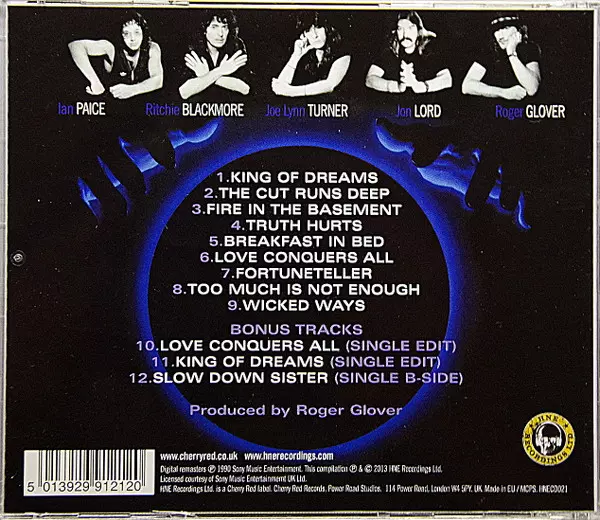 Ian PAICE
Ritchie BLACKMORE
Joe Lynn TURNER
Jon LORD
Roger GLOVER
1.KING OF DREAMS
2.THE CUT RUNS DEEP
3.FIRE IN THE BASEMENT
4.TRUTH HURTS
5.BREAKFAST IN BED
6.LOVE CONQUERS ALL
7.FORTUNETELLER
8.TOO MUCH IS NOT ENOUGH
9.WICKED WAYS
BONUS TRACKS
10.LOVE CONQUERS ALL (SINGLE EDIT)
11.KING OF DREAMS (SINGLE EDIT)
12.SLOW DOWN SISTER (SINGLE B-SIDE)
Produced by Roger Glover
HNE
RECORDINGS LTD
www.cherryred.co.uk www.hnerecordings.com
Digital remasters ℗ 1990 Sony Music Entertainment. This compilation ℗ & © 2013 HNE Recordings Ltd.
Licensed courtesy of Sony Music Entertainment UK Ltd.
HNE Recordings Ltd. is a Cherry Red label. Cherry Red Records. Power Road Studios. 114 Power Road, London W4 5PY. UK. Made in EU / MCPS. HNECD021
5 013929 912120